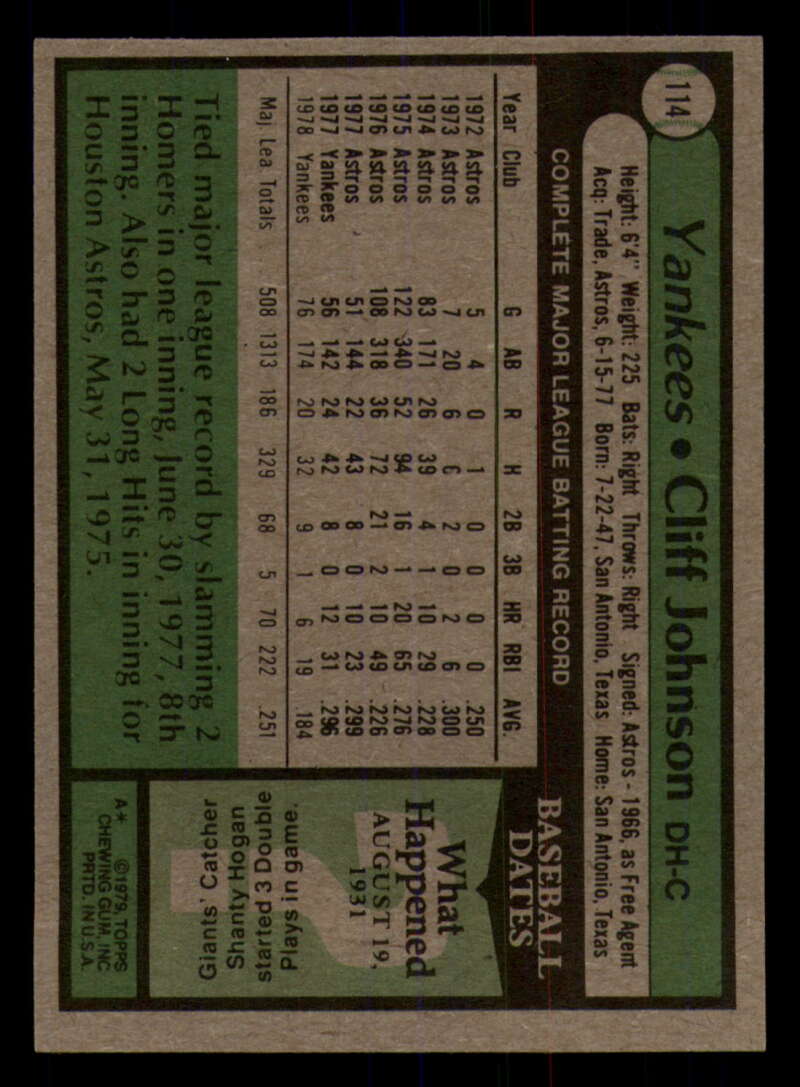 114
Yankees • Cliff Johnson DH-C
Height: 6'4" Weight: 225 Bats: Right Throws: Right Signed: Astros - 1966, as Free Agent
Acq: Trade, Astros, 6-15-77 Born: 7-22-47, San Antonio, Texas Home: San Antonio, Texas
COMPLETE MAJOR LEAGUE BATTING RECORD
Year Club G AB R H 2B 3B HR RBI AVG.
1972 Astros 5 4 0 1 0 0 0 0 .250
1973 Astros 7 20 6 6 2 0 2 6 .300
1974 Astros 83 171 26 39 4 1 10 29 .228
1975 Astros 122 340 52 94 16 1 20 65 .276
1976 Astros 108 318 36 72 21 2 10 49 .226
1977 Astros 51 144 22 43 8 0 10 23 .299
1977 Yankees 56 142 24 42 8 0 12 31 .296
1978 Yankees 76 174 20 32 9 1 6 19 .184
Maj Lea Totals 508 1313 186 329 68 5 70 222 .251
Tied major league record by slamming 2
Homers in one inning, June 30, 1977, 8th
inning. Also had 2 Long Hits in inning for
Houston Astros, May 31, 1975.
BASEBALL
DATES
What
Happened
AUGUST 19,
1931
Giants' Catcher
Shanty Hogan
started 3 Double
Plays in game.
A* ©1979 TOPPS
CHEWING GUM, INC
PRTD. IN U.S.A.